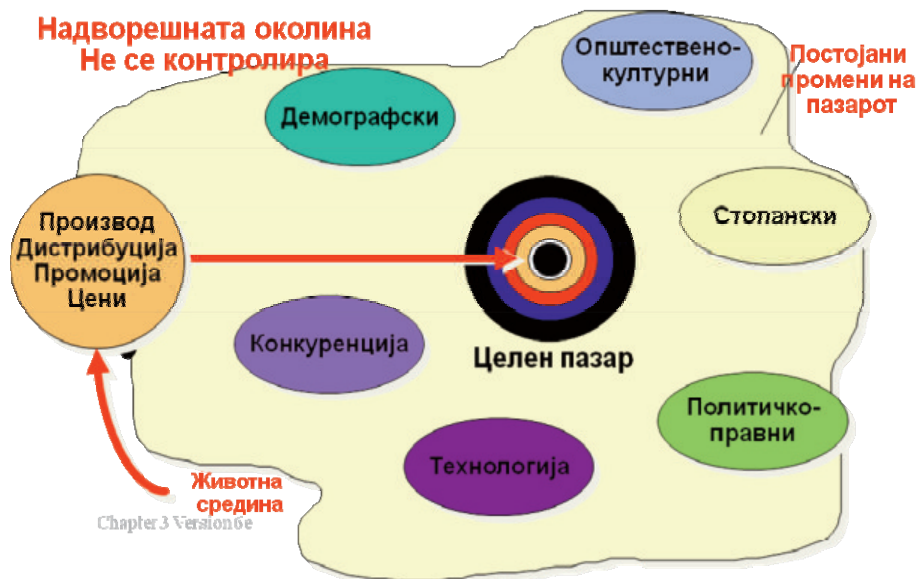 Надворешната околина
Не се контролира
Општествено-
културни
Постојани
промени на
пазарот
Демографски
Стопански
Производ
Дистрибуција
Промоција
Цени
Конкуренција
Целен пазар
Политичко-
правни
Технологија
Животна
средина
Chapter 3 Version 6e